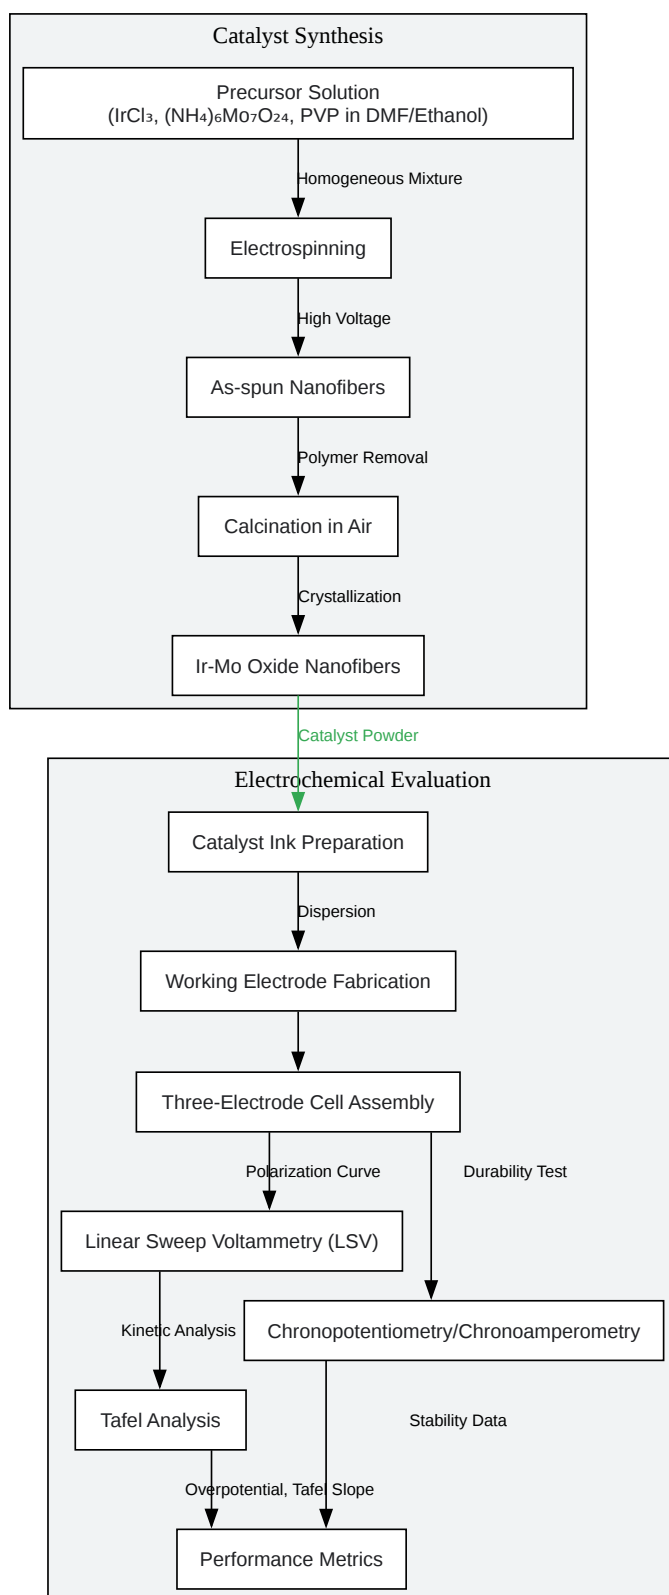 Catalyst Synthesis
Precursor Solution
(IrCl₃, (NH₄)₆Mo₇O₂₄, PVP in DMF/Ethanol)
Homogeneous Mixture
Electrospinning
High Voltage
As-spun Nanofibers
Polymer Removal
Calcination in Air
Crystallization
Ir-Mo Oxide Nanofibers
Catalyst Powder
Electrochemical Evaluation
Catalyst Ink Preparation
Dispersion
Working Electrode Fabrication
Three-Electrode Cell Assembly
Polarization Curve
Durability Test
Linear Sweep Voltammetry (LSV)
Kinetic Analysis
Chronopotentiometry/Chronoamperometry
Tafel Analysis
Stability Data
Overpotential, Tafel Slope
Performance Metrics